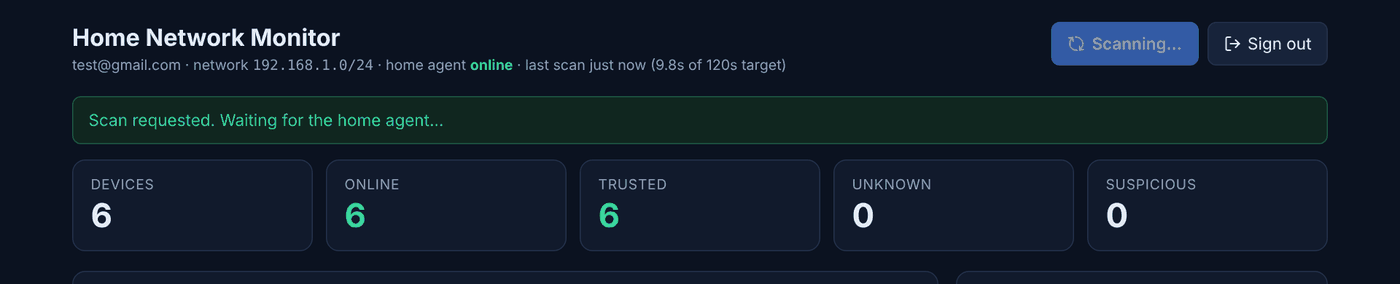 Home Network Monitor
Scanning...
Sign out
test@gmail.com · network 192.168.1.0/24 · home agent online · last scan just now (9.8s of 120s target)
Scan requested. Waiting for the home agent...
DEVICES
6
ONLINE
6
TRUSTED
6
UNKNOWN
0
SUSPICIOUS
0